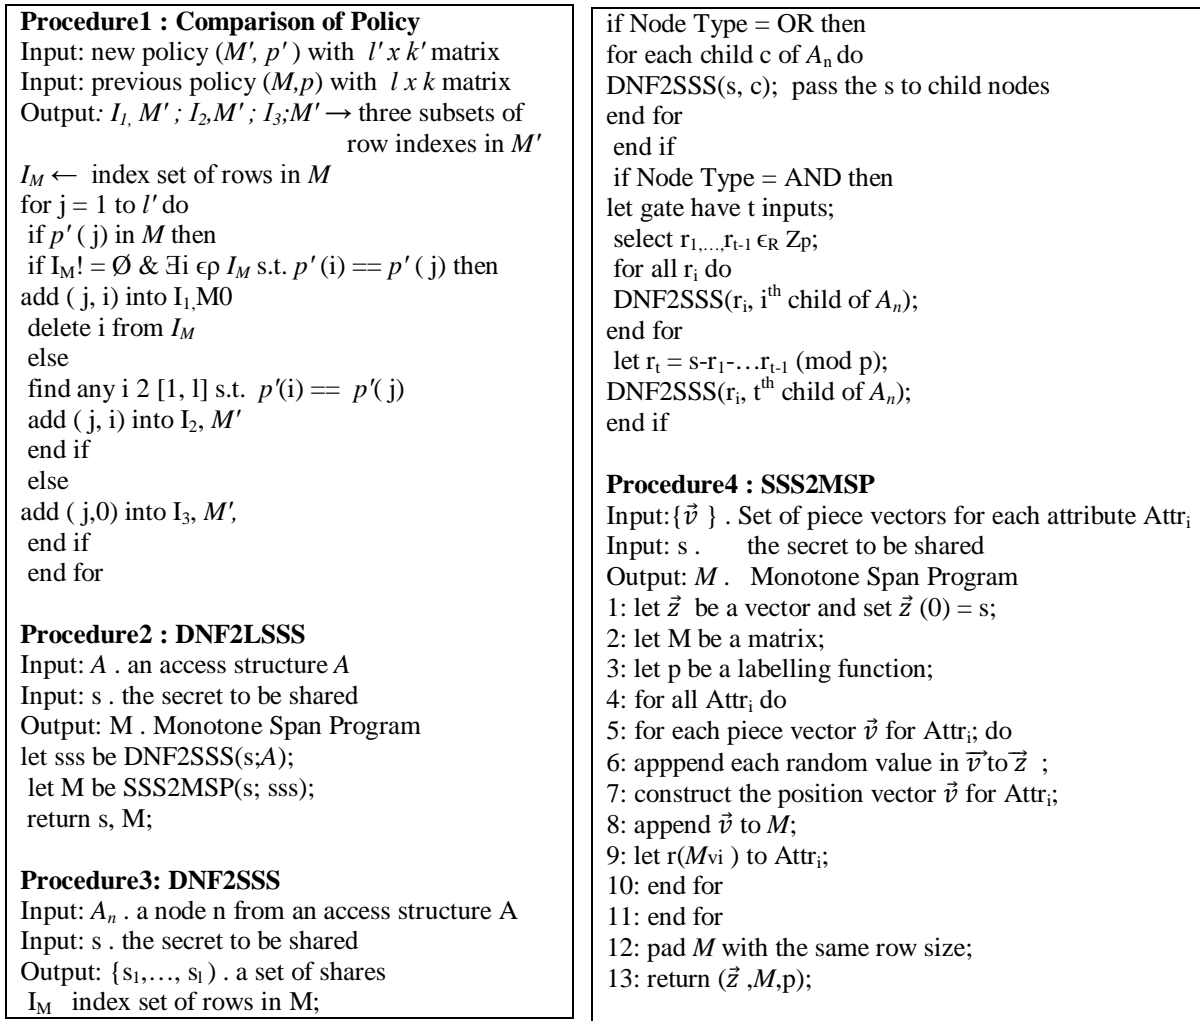 Procedure1 : Comparison of Policy
Input: new policy (M′, p′ ) with l′ x k′ matrix
Input: previous policy (M,p) with l x k matrix
Output: I1, M′ ; I2,M′ ; I3;M′ → three subsets of
row indexes in M′
IM ← index set of rows in M
for j = 1 to l′ do
if p′ ( j) in M then
if IM! = Ø & ∃i ϵρ IM s.t. p′ (i) == p′ ( j) then
add ( j, i) into I1,M0
delete i from IM
else
find any i 2 [1, l] s.t. p′(i) == p′( j)
add ( j, i) into I2, M′
end if
else
add ( j,0) into I3, M′,
end if
end for
Procedure2 : DNF2LSSS
Input: A . an access structure A
Input: s . the secret to be shared
Output: M . Monotone Span Program
let sss be DNF2SSS(s;A);
let M be SSS2MSP(s; sss);
return s, M;
Procedure3: DNF2SSS
Input: An . a node n from an access structure A
Input: s . the secret to be shared
Output: {s1,…, sl ) . a set of shares
IM index set of rows in M;
if Node Type = OR then
for each child c of An do
DNF2SSS(s, c); pass the s to child nodes
end for
end if
if Node Type = AND then
let gate have t inputs;
select r1,…,rt-1 ϵR Zp;
for all ri do
DNF2SSS(ri, ith child of An);
end for
let rt = s-r1-…rt-1 (mod p);
DNF2SSS(ri, tth child of An);
end if
Procedure4 : SSS2MSP
Input:{v⃗ } . Set of piece vectors for each attribute Attri
Input: s . the secret to be shared
Output: M . Monotone Span Program
1: let z⃗ be a vector and set z⃗ (0) = s;
2: let M be a matrix;
3: let p be a labelling function;
4: for all Attri do
5: for each piece vector v⃗ for Attri; do
6: apppend each random value in v⃗ to z⃗ ;
7: construct the position vector v⃗ for Attri;
8: append v⃗ to M;
9: let r(Mvi ) to Attri;
10: end for
11: end for
12: pad M with the same row size;
13: return (z⃗ ,M,p);